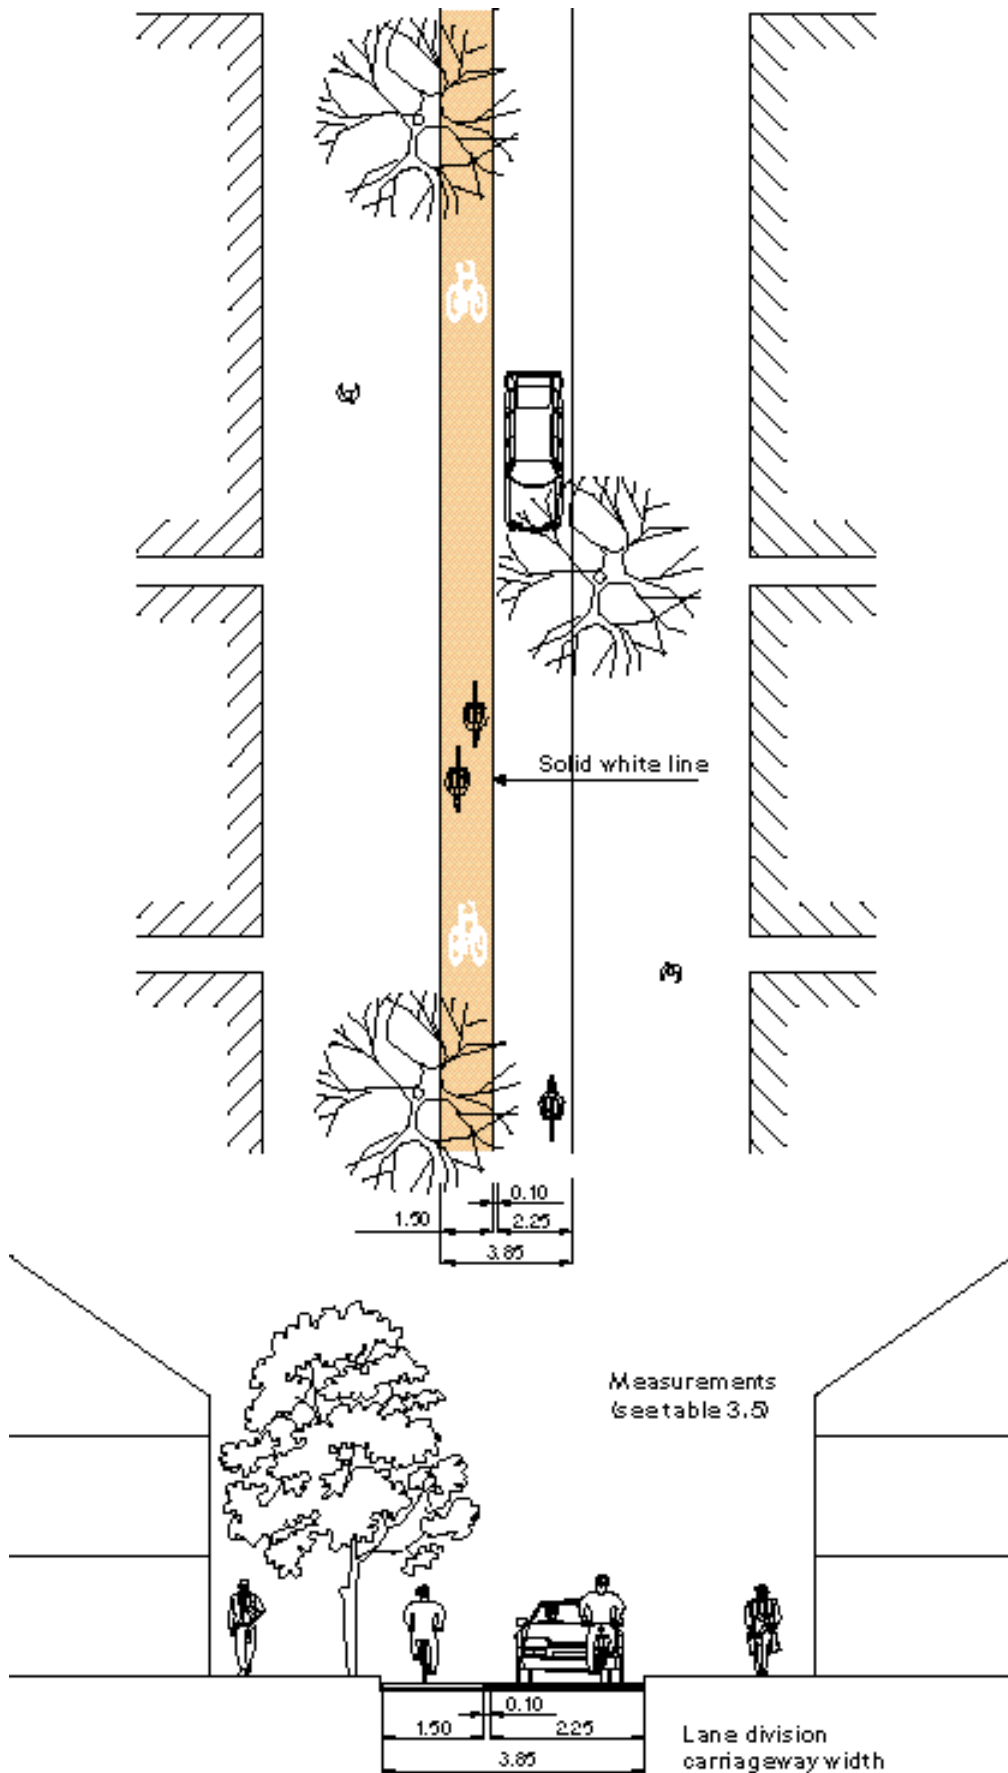 Solid white line
0.10
1.50
2.25
3.85
Measurements
(see table 3.5)
0.10
1.50
2.25
3.85
Lane division
carriageway width